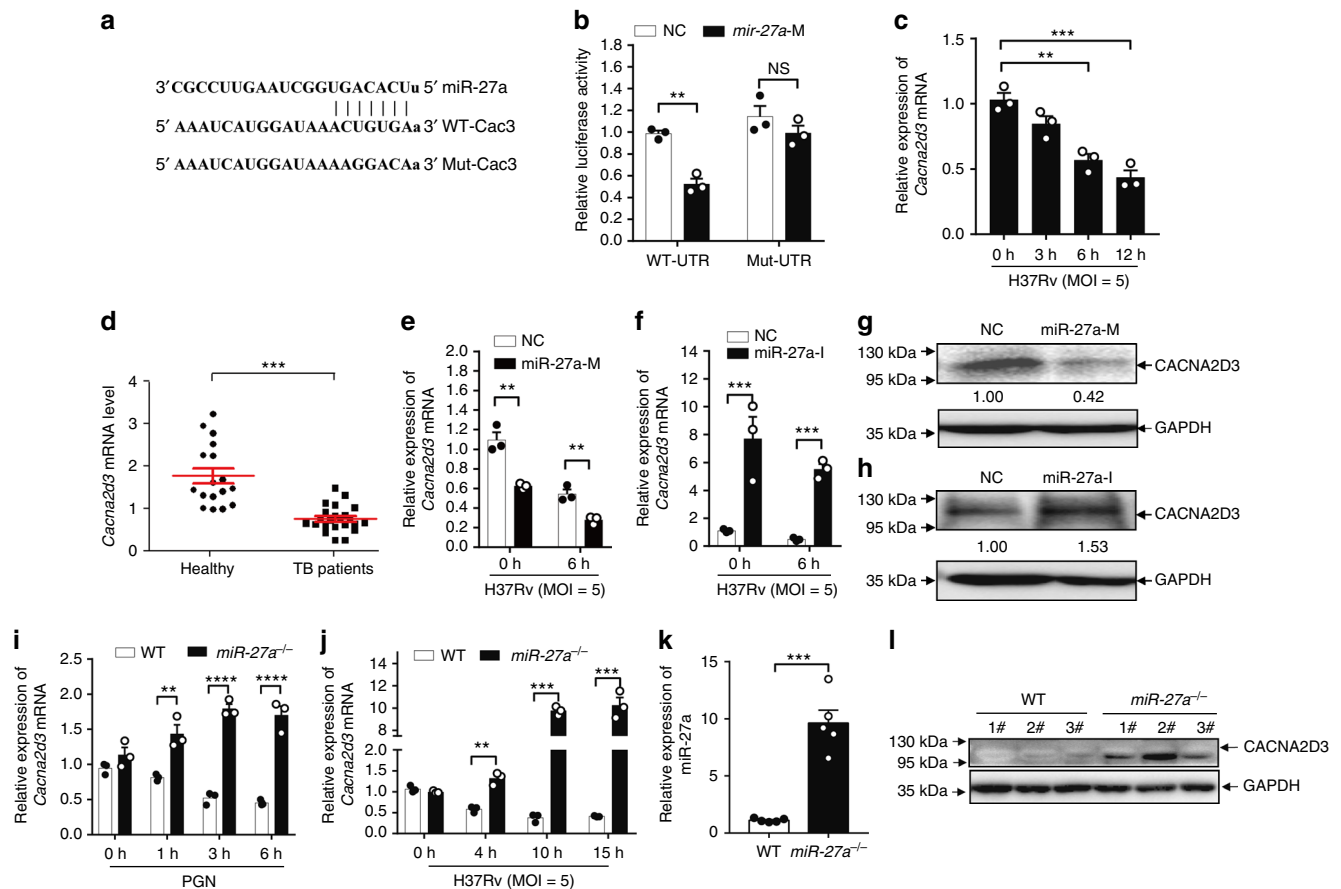 a
3′ CGCCUUGAAUCGGUGACACUu 5′ miR-27a
5′ AAAUCAUGGAUAAACUGUGAa 3′ WT-Cac3
5′ AAAUCAUGGAUAAAAGGACAa 3′ Mut-Cac3
b
NC mir-27a-M
Relative luciferase activity
1.8
1.6
1.4
1.2
1.0
0.8
0.6
0.4
0.2
0.0
**
NS
WT-UTR Mut-UTR
c
Relative expression of
Cacna2d3 mRNA
1.5
1.0
0.5
0.0
***
**
0 h 3 h 6 h 12 h
H37Rv (MOI = 5)
d
Cacna2d3 mRNA level
4
3
2
1
0
***
Healthy TB patients
e
NC
miR-27a-M
Relative expression of
Cacna2d3 mRNA
2.0
1.8
1.6
1.4
1.2
1.0
0.8
0.6
0.4
0.2
0.0
**
**
0 h 6 h
H37Rv (MOI = 5)
f
NC
miR-27a-I
Relative expression of
Cacna2d3 mRNA
14
12
10
8
6
4
2
0
***
***
0 h 6 h
H37Rv (MOI = 5)
g
NC miR-27a-M
130 kDa
95 kDa
CACNA2D3
1.00 0.42
35 kDa
GAPDH
h
NC miR-27a-I
130 kDa
95 kDa
CACNA2D3
1.00 1.53
35 kDa
GAPDH
i
WT miR-27a–/–
Relative expression of
Cacna2d3 mRNA
2.5
2.0
1.5
1.0
0.5
0.0
**
****
****
0 h 1 h 3 h 6 h
PGN
j
WT miR-27a–/–
Relative expression of
Cacna2d3 mRNA
10
8
6
4
2.0
1.5
1.0
0.5
0.0
**
***
***
0 h 4 h 10 h 15 h
H37Rv (MOI = 5)
k
Relative expression of
miR-27a
15
10
5
0
***
WT miR-27a–/–
l
WT miR-27a–/–
1# 2# 3# 1# 2# 3#
130 kDa
95 kDa
CACNA2D3
35 kDa
GAPDH